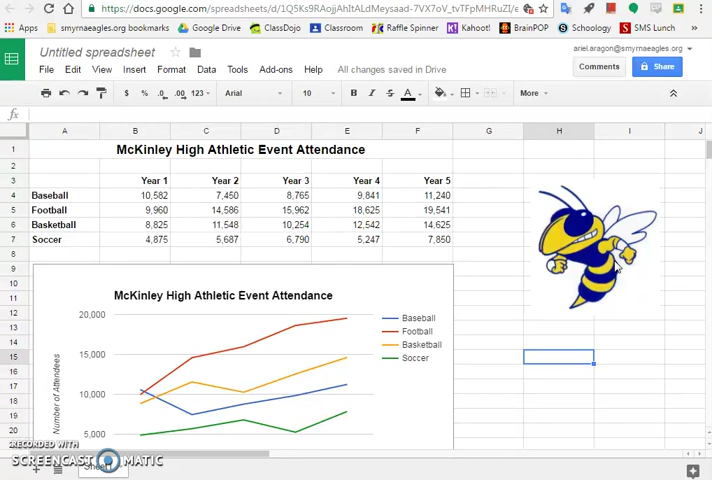 https://docs.google.com/spreadsheets/d/1Q5Ks9RAojjAhItALdMeysaad-7VX7oV_tvTFpMHRuZI/e
Apps smyrnaeagles.org bookmarks Google Drive ClassDojo Classroom Raffle Spinner Kahoot! BrainPOP Schoology SMS Lunch
Untitled spreadsheet
ariel.aragon@smyrnaeagles.org
File Edit View Insert Format Data Tools Add-ons Help All changes saved in Drive
Comments Share
$ % .0 .00 123 Arial 10 B I S A More
fx
A B C D E F G H I J
1 McKinley High Athletic Event Attendance
2
3 Year 1 Year 2 Year 3 Year 4 Year 5
4 Baseball 10,582 7,450 8,765 9,841 11,240
5 Football 9,960 14,586 15,962 18,625 19,541
6 Basketball 8,825 11,548 10,254 12,542 14,625
7 Soccer 4,875 5,687 6,790 5,247 7,850
8
9
10
11
12
13
14
15
16
17
18
19
20
McKinley High Athletic Event Attendance
20,000
15,000
10,000
5,000
Number of Attendees
Baseball
Football
Basketball
Soccer
RECORDED WITH
SCREENCAST MATIC